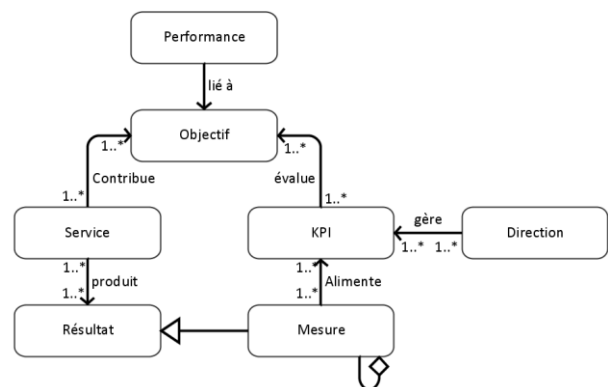 Performance
lié à
Objectif
1..* 1..*
Contribue évalue
1..* 1..*
Service KPI gère Direction
1..* 1..*
1..* 1..*
produit Alimente
1..* 1..*
Résultat Mesure